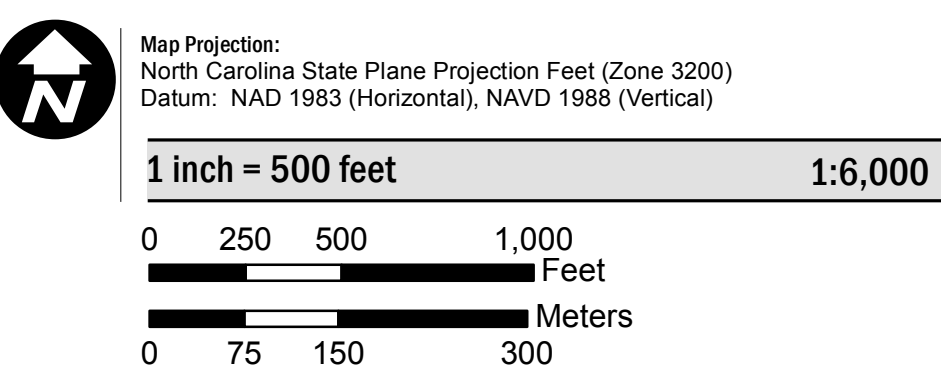 N
Map Projection:
North Carolina State Plane Projection Feet (Zone 3200)
Datum: NAD 1983 (Horizontal), NAVD 1988 (Vertical)
1 inch = 500 feet 1:6,000
0 250 500 1,000
Feet
Meters
0 75 150 300